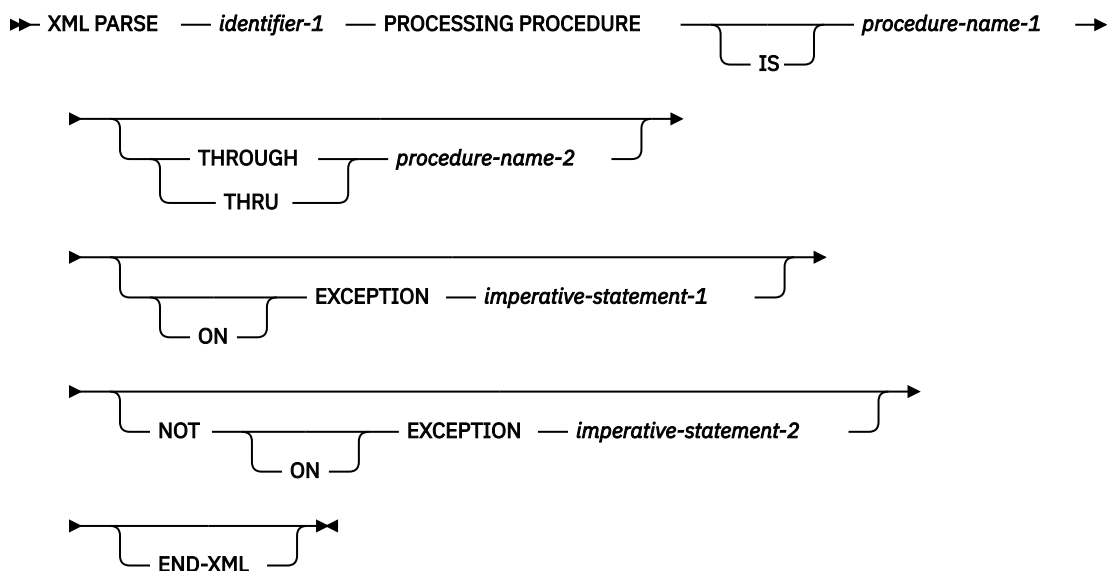 XML PARSE identifier-1 PROCESSING PROCEDURE procedure-name-1
IS
THROUGH procedure-name-2
THRU
EXCEPTION imperative-statement-1
ON
NOT EXCEPTION imperative-statement-2
ON
END-XML